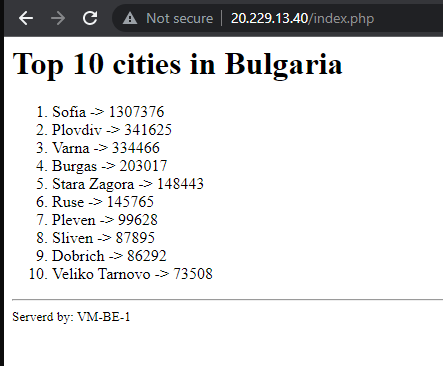 Not secure | 20.229.13.40/index.php
Top 10 cities in Bulgaria
1. Sofia -> 1307376
2. Plovdiv -> 341625
3. Varna -> 334466
4. Burgas -> 203017
5. Stara Zagora -> 148443
6. Ruse -> 145765
7. Pleven -> 99628
8. Sliven -> 87895
9. Dobrich -> 86292
10. Veliko Tarnovo -> 73508
Serverd by: VM-BE-1